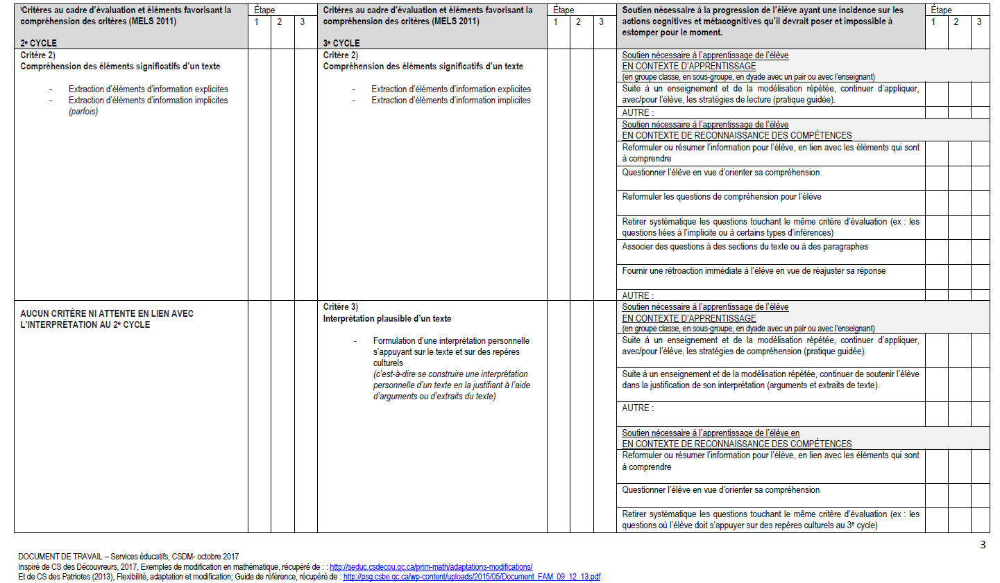 iCritères au cadre d'évaluation et éléments favorisant la
compréhension des critères (MELS 2011)
2e CYCLE
Étape
1 2 3
Critères au cadre d'évaluation et éléments favorisant la
compréhension des critères (MELS 2011)
3e CYCLE
Étape
1 2 3
Soutien nécessaire à la progression de l'élève ayant une incidence sur les
actions cognitives et métacognitives qu'il devrait poser et impossible à
estomper pour le moment.
Étape
1 2 3
Critère 2)
Compréhension des éléments significatifs d'un texte
- Extraction d'éléments d'information explicites
- Extraction d'éléments d'information implicites
(parfois)
Critère 2)
Compréhension des éléments significatifs d'un texte
- Extraction d'éléments d'information explicites
- Extraction d'éléments d'information implicites
Soutien nécessaire à l'apprentissage de l'élève
EN CONTEXTE D'APPRENTISSAGE
(en groupe classe, en sous-groupe, en dyade avec un pair ou avec l'enseignant)
Suite à un enseignement et de la modélisation répétée, continuer d'appliquer,
avec/pour l'élève, les stratégies de lecture (pratique guidée).
AUTRE :
Soutien nécessaire à l'apprentissage de l'élève
EN CONTEXTE DE RECONNAISSANCE DES COMPÉTENCES
Reformuler ou résumer l'information pour l'élève, en lien avec les éléments qui sont
à comprendre
Questionner l'élève en vue d'orienter sa compréhension
Reformuler les questions de compréhension pour l'élève
Retirer systématique les questions touchant le même critère d'évaluation (ex : les
questions liées à l'implicite ou à certains types d'inférences)
Associer des questions à des sections du texte ou à des paragraphes
Fournir une rétroaction immédiate à l'élève en vue de réajuster sa réponse
AUTRE :
AUCUN CRITÈRE NI ATTENTE EN LIEN AVEC
L'INTERPRÉTATION AU 2e CYCLE
Critère 3)
Interprétation plausible d'un texte
- Formulation d'une interprétation personnelle
s'appuyant sur le texte et sur des repères
culturels
(c'est-à-dire se construire une interprétation
personnelle d'un texte en la justifiant à l'aide
d'arguments ou d'extraits du texte)
Soutien nécessaire à l'apprentissage de l'élève
EN CONTEXTE D'APPRENTISSAGE
(en groupe classe, en sous-groupe, en dyade avec un pair ou avec l'enseignant)
Suite à un enseignement et de la modélisation répétée, continuer d'appliquer,
avec/pour l'élève, les stratégies de compréhension (pratique guidée).
Suite à un enseignement et de la modélisation répétée, continuer de soutenir l'élève
dans la justification de son interprétation (arguments et extraits de texte).
AUTRE :
Soutien nécessaire à l'apprentissage de l'élève en
EN CONTEXTE DE RECONNAISSANCE DES COMPÉTENCES
Reformuler ou résumer l'information pour l'élève, en lien avec les éléments qui sont
à comprendre
Questionner l'élève en vue d'orienter sa compréhension
Retirer systématique les questions touchant le même critère d'évaluation (ex : les
questions où l'élève doit s'appuyer sur des repères culturels au 3e cycle)
3
DOCUMENT DE TRAVAIL – Services éducatifs, CSDM- octobre 2017
Inspiré de CS des Découvreurs, 2017, Exemples de modification en mathématique, récupéré de : : http://seduc.csdecou.qc.ca/prim-math/adaptations-modifications/
Et de CS des Patriotes (2013), Flexibilité, adaptation et modification; Guide de référence, récupéré de : http://psg.csbe.qc.ca/wp-content/uploads/2015/05/Document_FAM_09_12_13.pdf